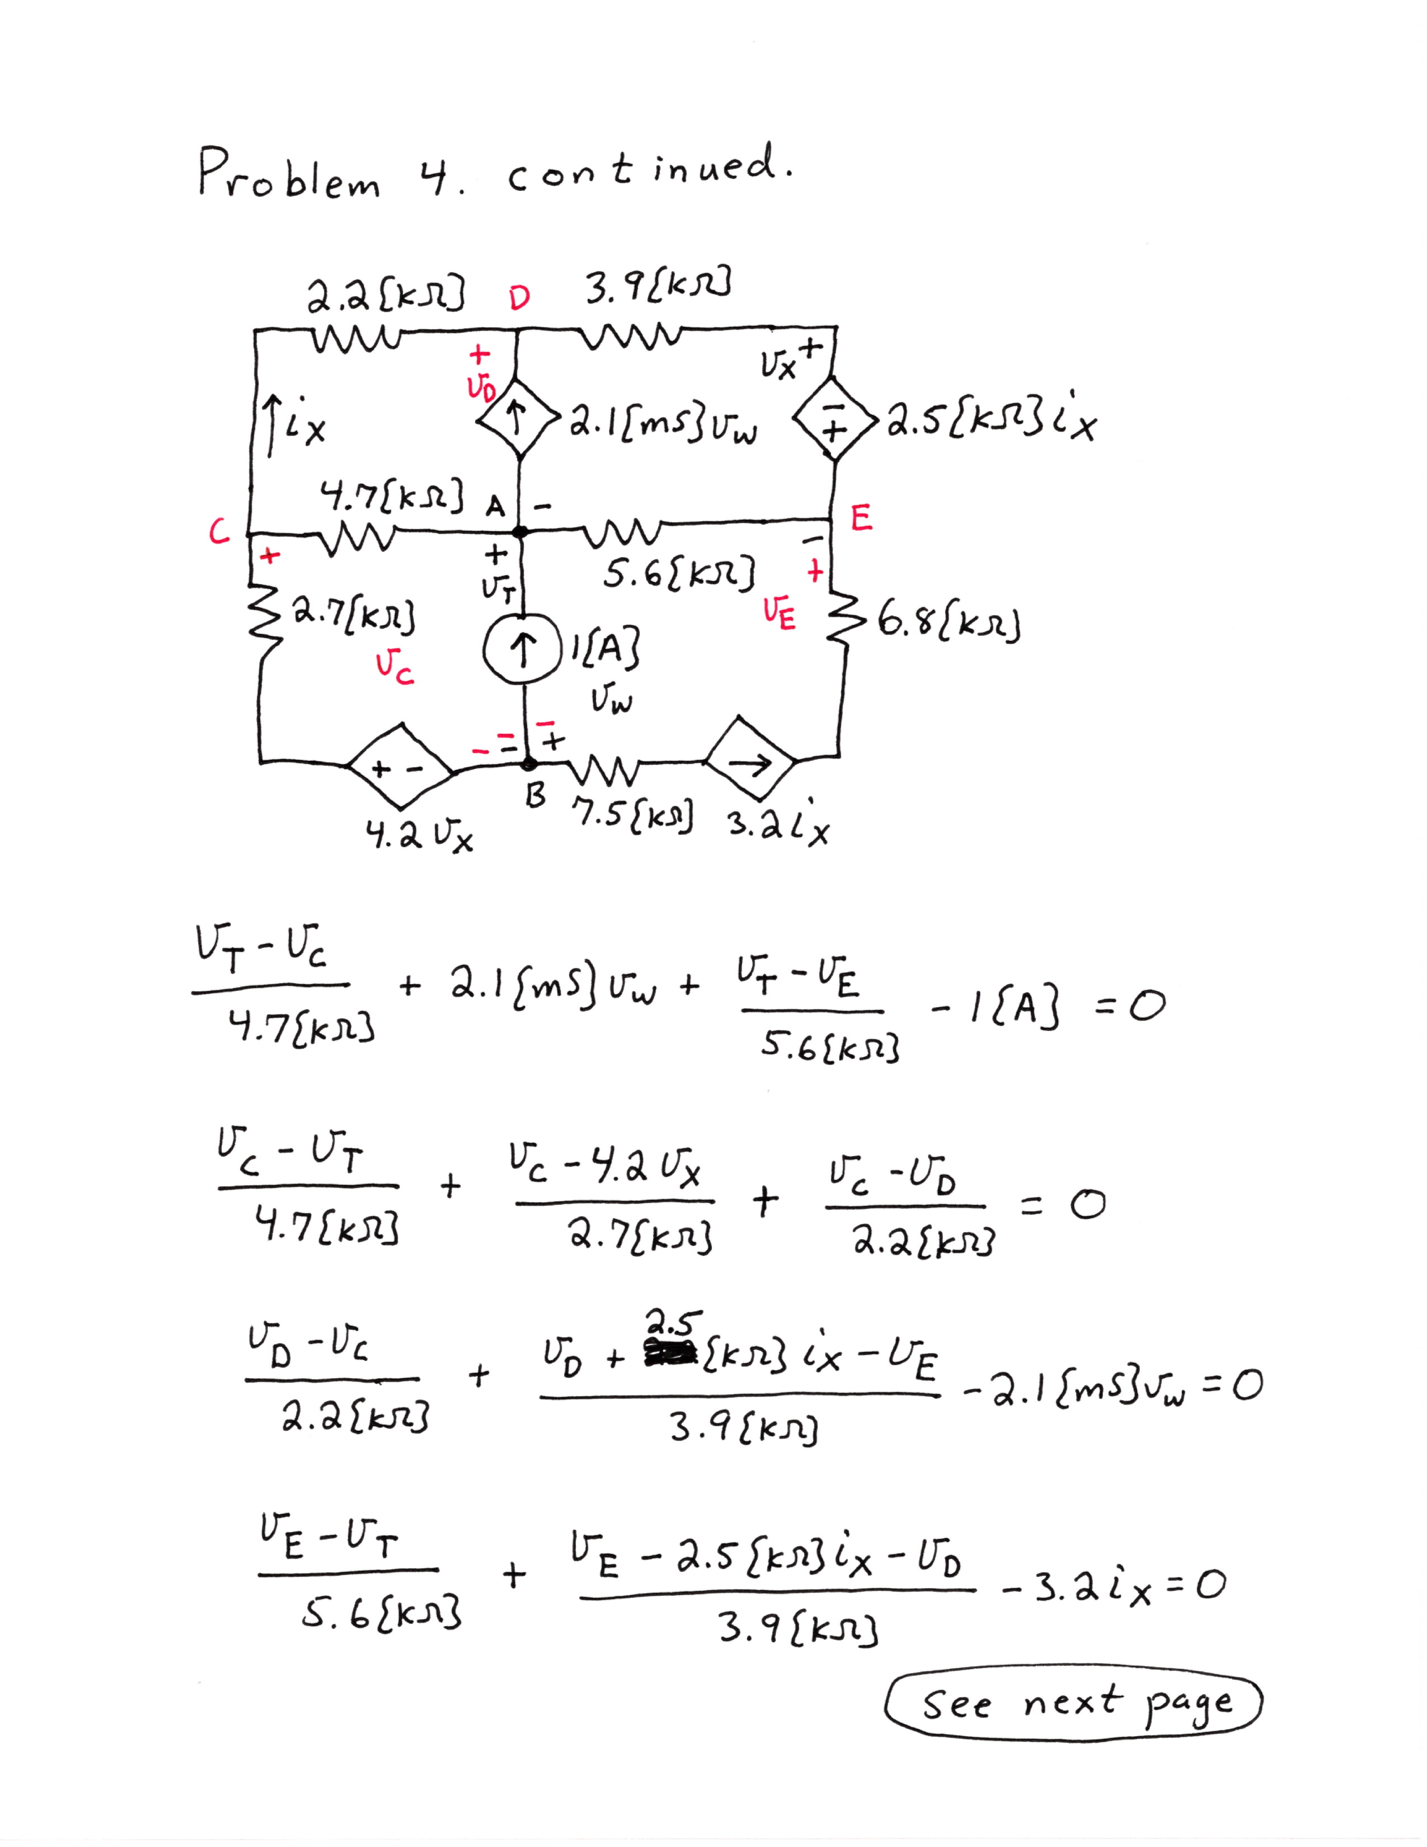 Problem 4. continued.
2.2{kΩ} D 3.9{kΩ}
+ vD
vX +
ix
2.1{mS}vw
- +
2.5{kΩ}ix
4.7{kΩ} A -
C
E
+
+
vT
5.6{kΩ}
-
+
vE
2.7{kΩ}
vC
1{A}
vw
6.8{kΩ}
- = - +
+ -
B
7.5{kΩ}
3.2ix
4.2vX
(vT - vC)/4.7{kΩ} + 2.1{mS}vw + (vT - vE)/5.6{kΩ} - 1{A} = 0
(vC - vT)/4.7{kΩ} + (vC - 4.2vX)/2.7{kΩ} + (vC - vD)/2.2{kΩ} = 0
(vD - vC)/2.2{kΩ} + (vD + 2.5{kΩ}ix - vE)/3.9{kΩ} - 2.1{mS}vw = 0
(vE - vT)/5.6{kΩ} + (vE - 2.5{kΩ}ix - vD)/3.9{kΩ} - 3.2ix = 0
see next page